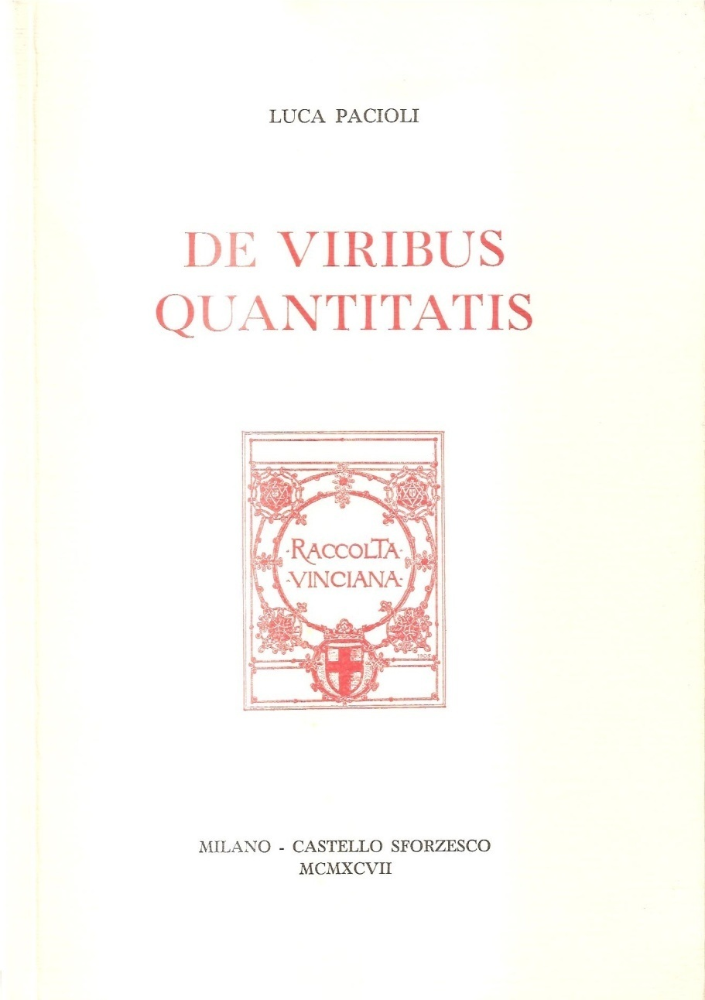 LUCA PACIOLI
DE VIRIBUS
QUANTITATIS
·RACCOLTA·
·VINCIANA·
MILANO - CASTELLO SFORZESCO
MCMXCVII